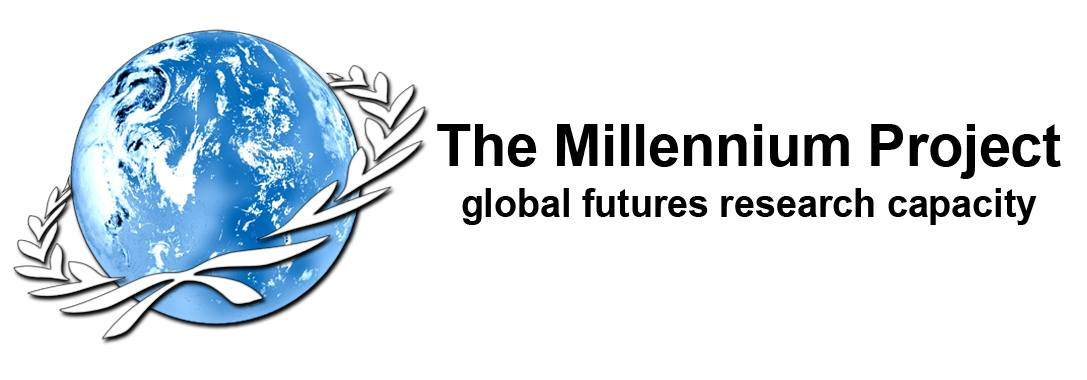 The Millennium Project
global futures research capacity